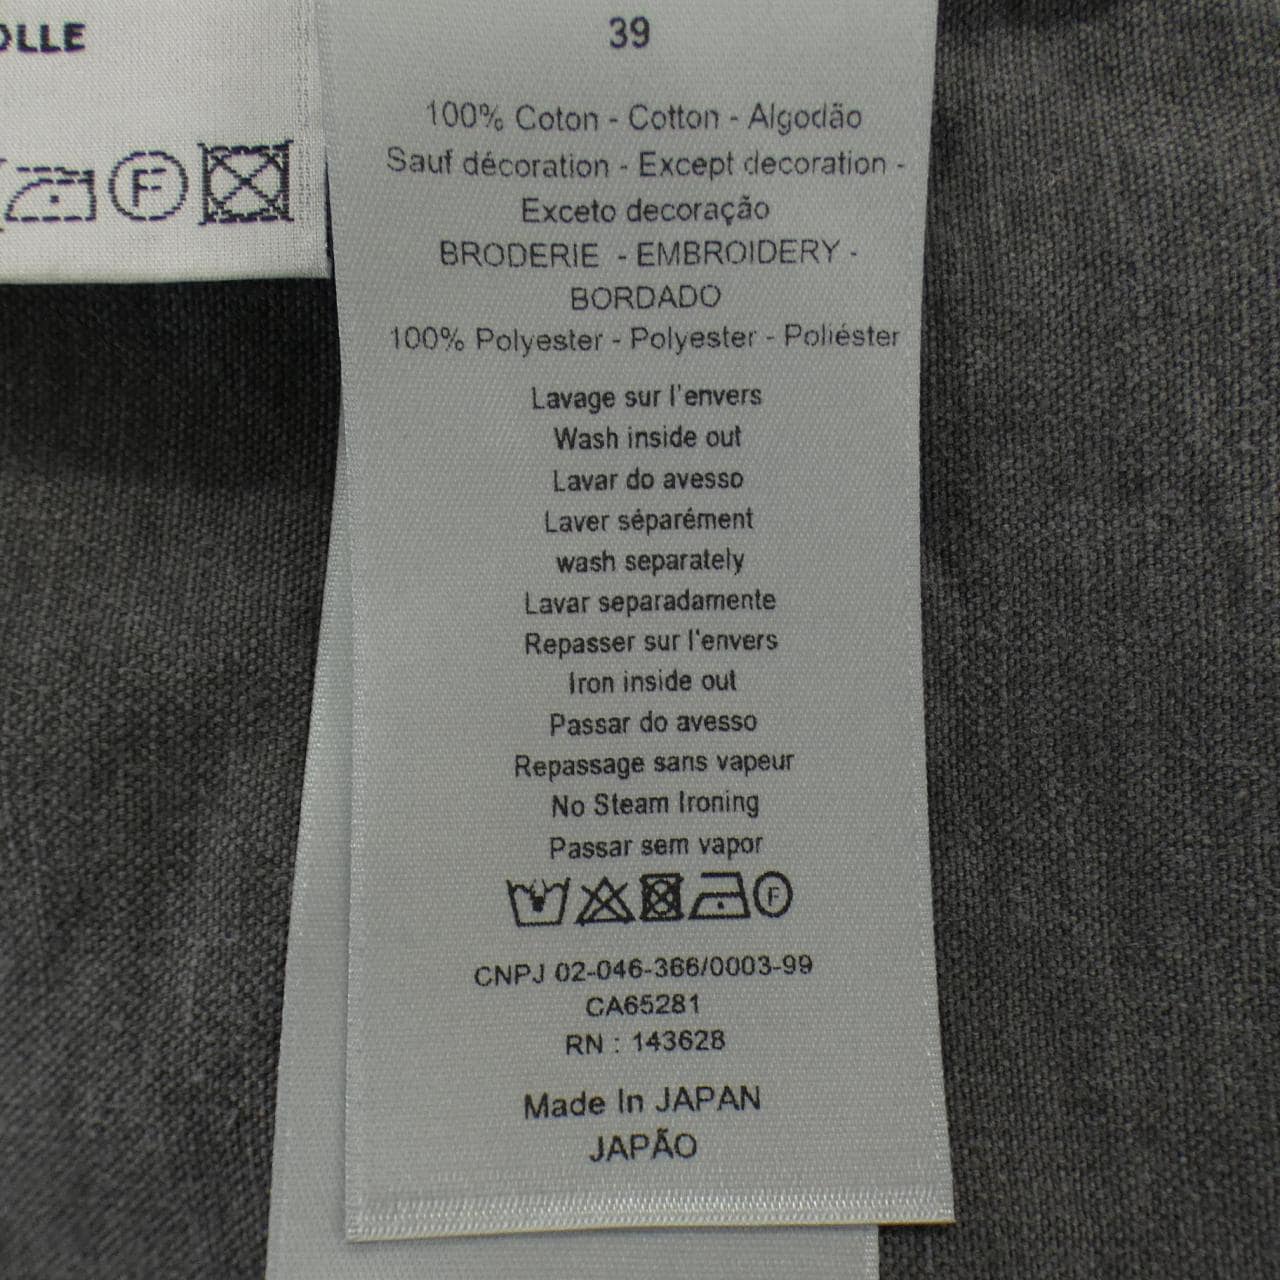 OLLE
F
39
100% Coton - Cotton - Algodão
Sauf décoration - Except decoration -
Exceto decoração
BRODERIE - EMBROIDERY -
BORDADO
100% Polyester - Polyester - Poliéster
Lavage sur l'envers
Wash inside out
Lavar do avesso
Laver séparément
wash separately
Lavar separadamente
Repasser sur l'envers
Iron inside out
Passar do avesso
Repassage sans vapeur
No Steam Ironing
Passar sem vapor
F
CNPJ 02-046-366/0003-99
CA65281
RN : 143628
Made In JAPAN
JAPÃO